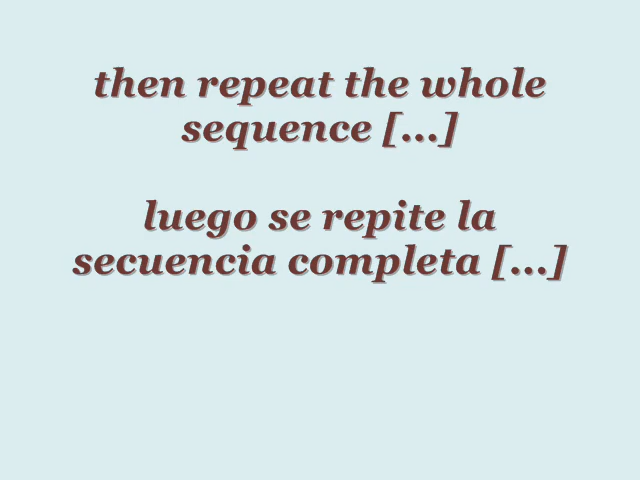 then repeat the whole
sequence [...]
luego se repite la
secuencia completa [...]